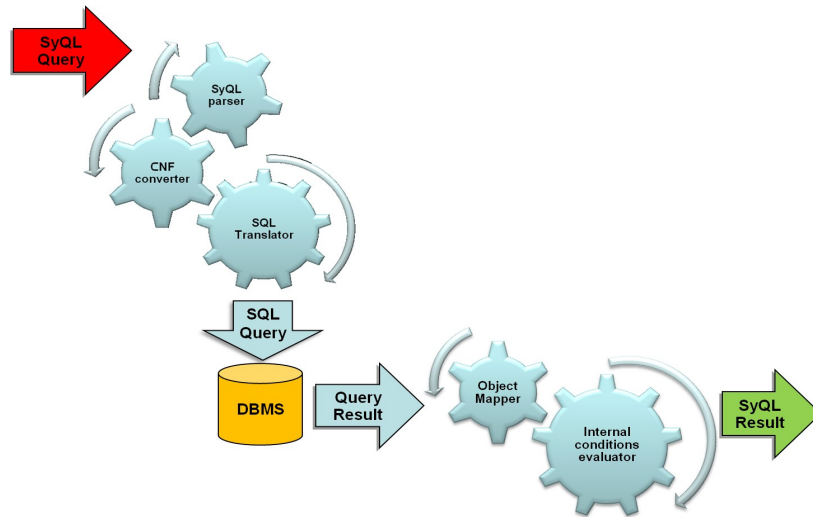 SyQL
Query
SyQL
parser
CNF
converter
SQL
Translator
SQL
Query
DBMS
Query
Result
Object
Mapper
Internal
conditions
evaluator
SyQL
Result